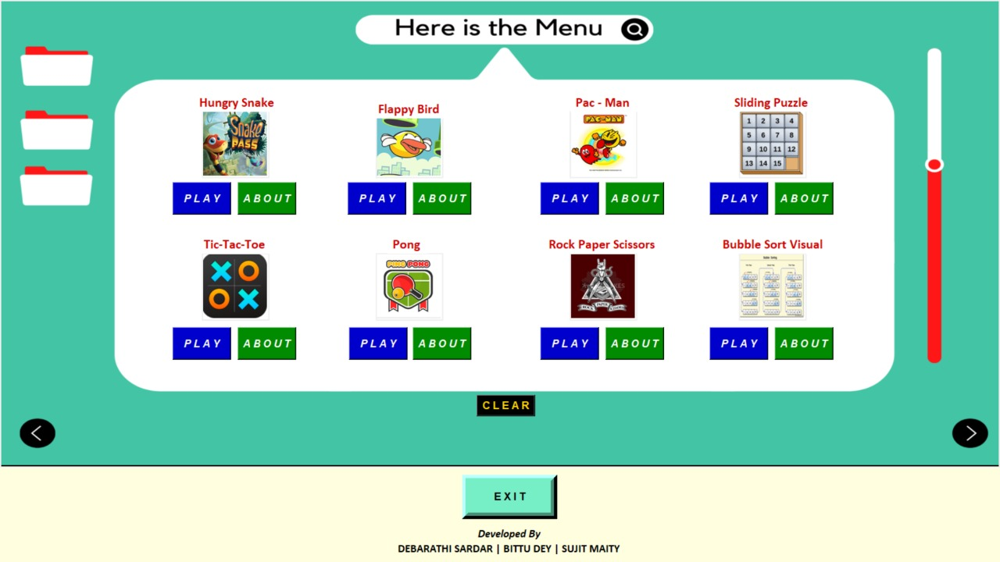 Here is the Menu
Hungry Snake
Flappy Bird
Pac - Man
Sliding Puzzle
Snake
PASS
PAC-MAN
1 2 3 4
5 6 7 8
9 10 11 12
13 14 15
PLAY ABOUT PLAY ABOUT PLAY ABOUT PLAY ABOUT
Tic-Tac-Toe
Pong
Rock Paper Scissors
Bubble Sort Visual
PING PONG
ROCK PAPER
PLAY ABOUT PLAY ABOUT PLAY ABOUT PLAY ABOUT
CLEAR
EXIT
Developed By
DEBARATHI SARDAR | BITTU DEY | SUJIT MAITY